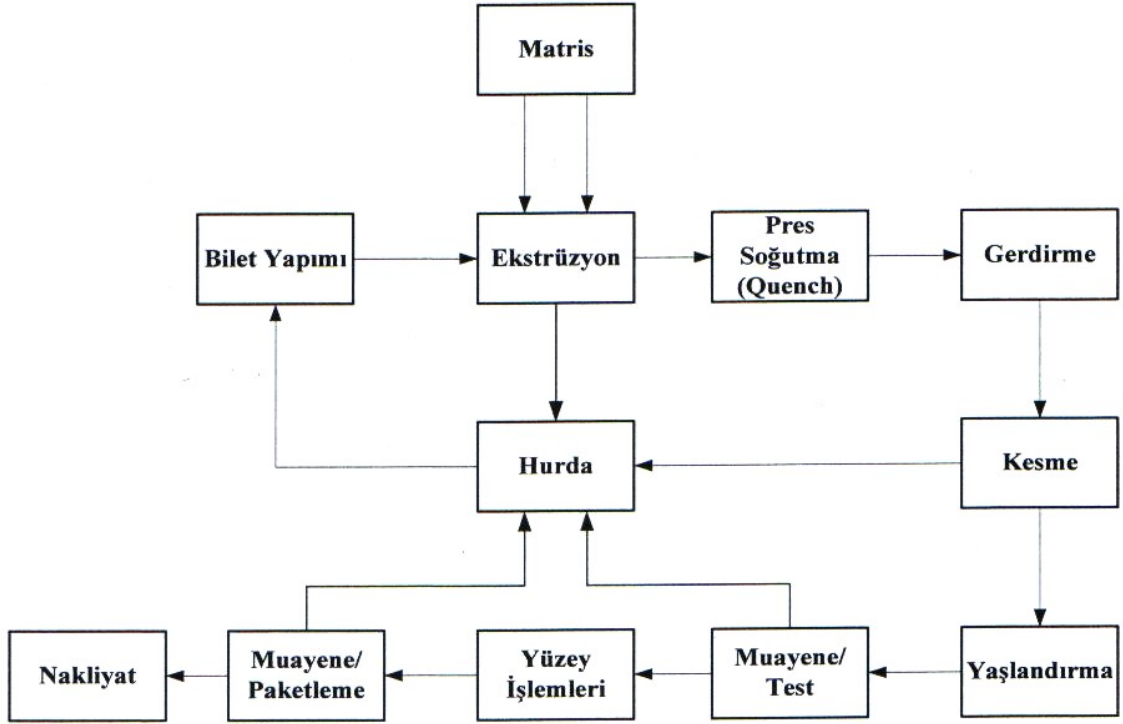 Matris
Bilet Yapımı
Ekstrüzyon
Pres
Soğutma
(Quench)
Gerdirme
Hurda
Kesme
Nakliyat
Muayene/
Paketleme
Yüzey
İşlemleri
Muayene/
Test
Yaşlandırma